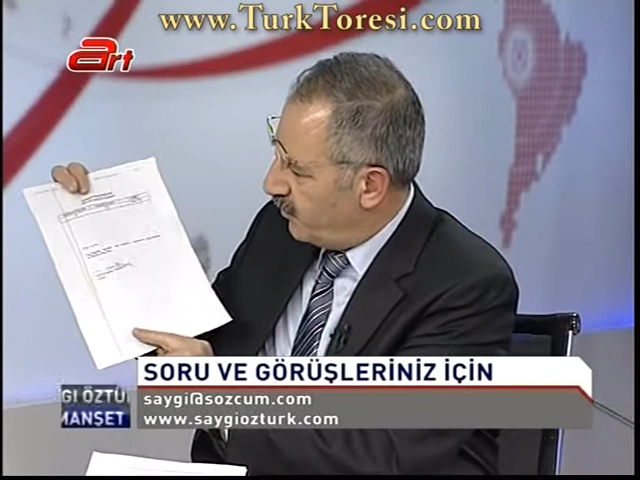 www.TurkToresi.com
art
SORU VE GÖRÜŞLERİNİZ İÇİN
GI ÖZTÜ
MANŞET
saygi@sozcum.com
www.saygiozturk.com